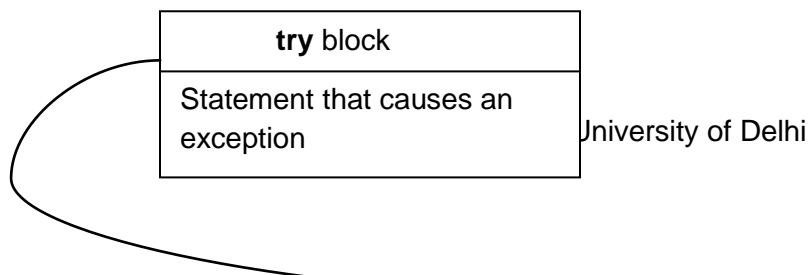 try block
Statement that causes an
exception
University of Delhi